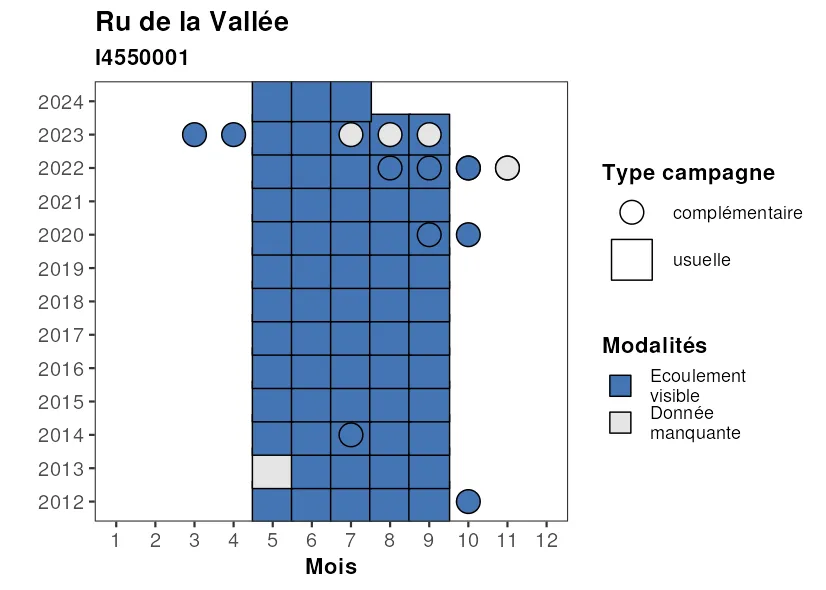 Ru de la Vallée
I4550001
2024
2023
2022
2021
2020
2019
2018
2017
2016
2015
2014
2013
2012
1 2 3 4 5 6 7 8 9 10 11 12
Mois
Type campagne
complémentaire
usuelle
Modalités
Ecoulement
visible
Donnée
manquante